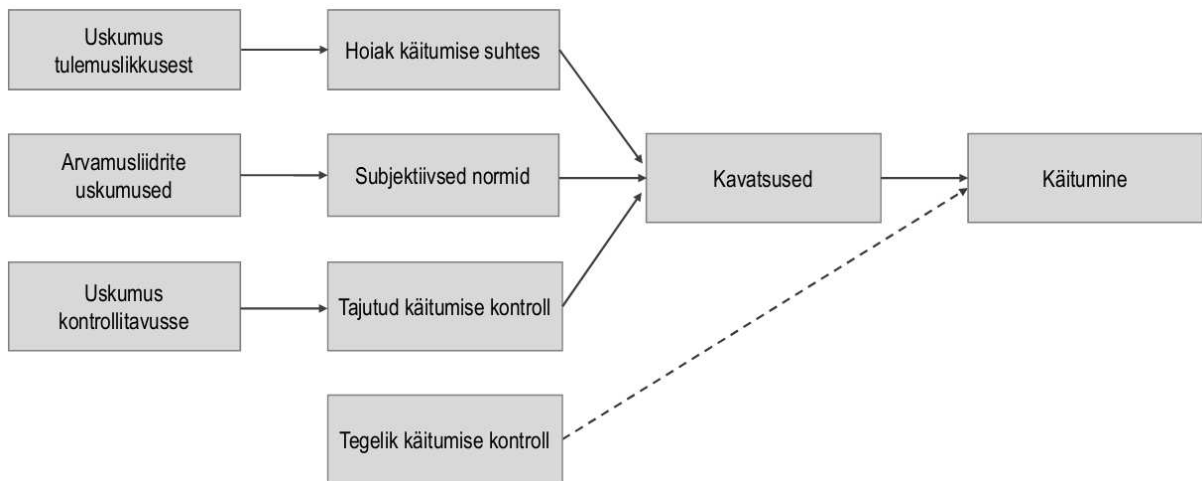 Uskumus
tulemuslikkusest
Hoiak käitumise suhtes
Arvamusliidrite
uskumused
Subjektiivsed normid
Kavatsused
Käitumine
Uskumus
kontrollitavusse
Tajutud käitumise kontroll
Tegelik käitumise kontroll